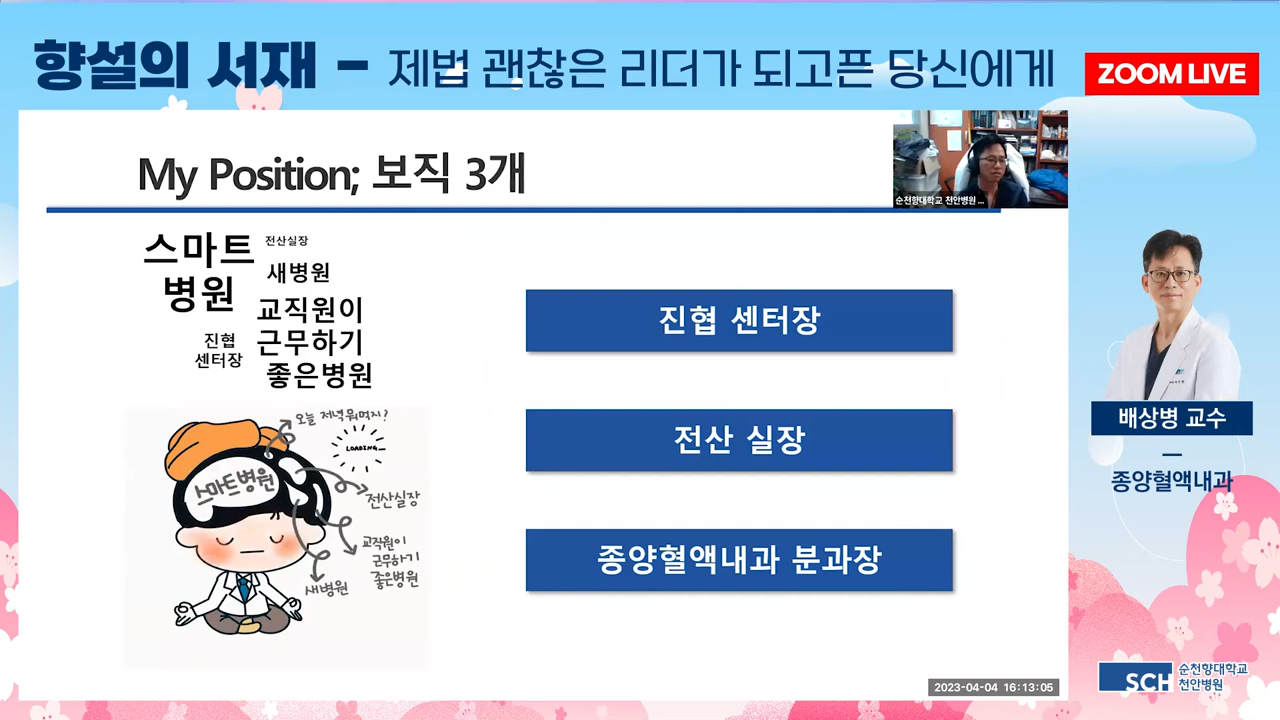 향설의 서재 - 제법 괜찮은 리더가 되고픈 당신에게
ZOOM LIVE
My Position; 보직 3개
순천향대학교 천안병원 ...
스마트
병원
전산실장
새병원
교직원이
근무하기
좋은병원
진협
센터장
진협 센터장
전산 실장
종양혈액내과 분과장
오늘 저녁 뭐먹지?
LOADING...
스마트병원
전산실장
교직원이
근무하기
좋은병원
새병원
배상병 교수
종양혈액내과
2023-04-04 16:13:05
SCH 순천향대학교
천안병원